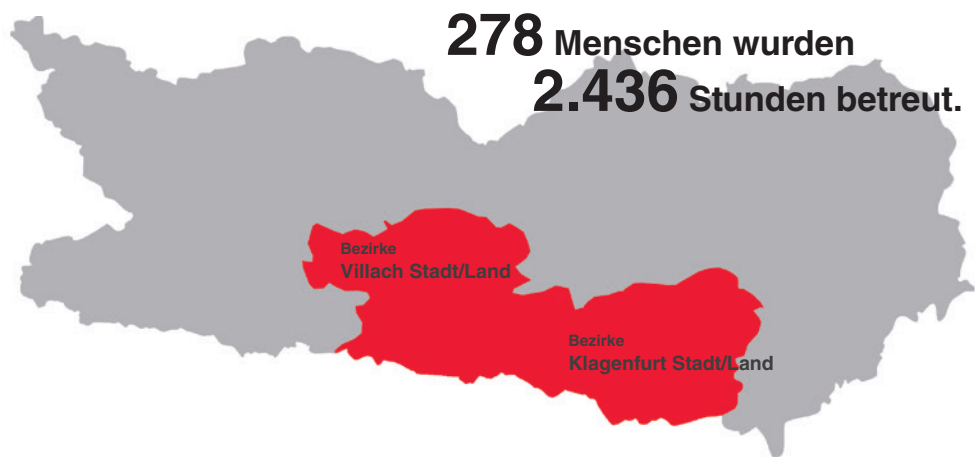 278 Menschen wurden
2.436 Stunden betreut.
Bezirke
Villach Stadt/Land
Bezirke
Klagenfurt Stadt/Land